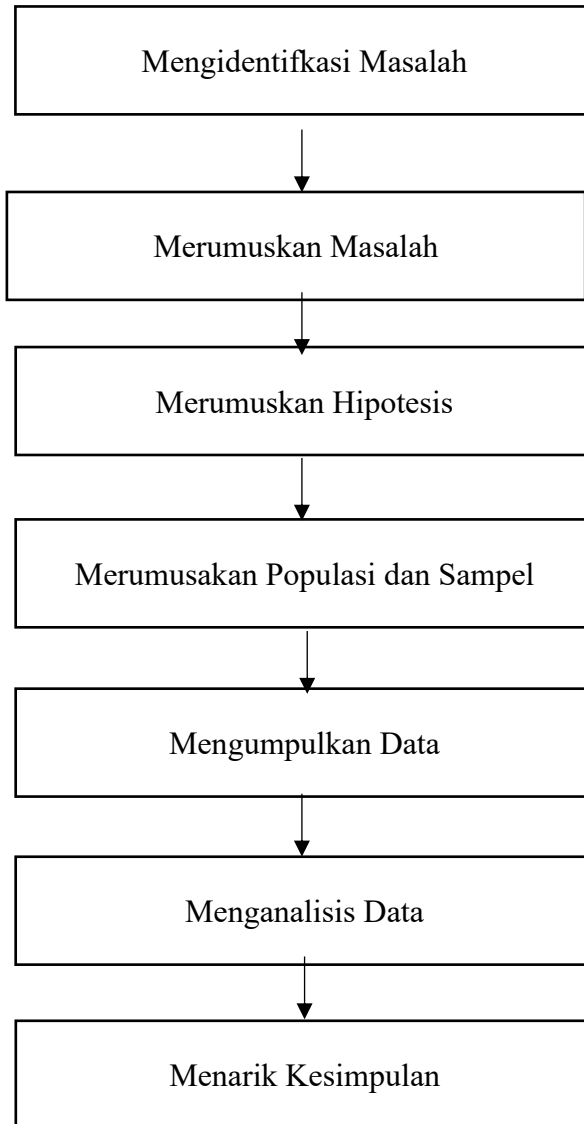 Mengidentifkasi Masalah
Merumuskan Masalah
Merumuskan Hipotesis
Merumusakan Populasi dan Sampel
Mengumpulkan Data
Menganalisis Data
Menarik Kesimpulan